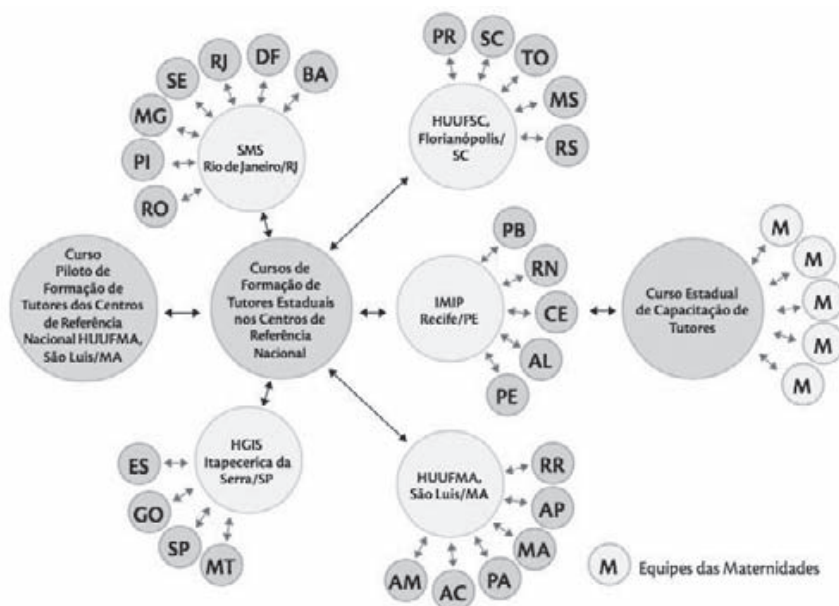 RO
PI
MG
SE
RJ
DF
BA
SMS
Rio de Janeiro/RJ
PR
SC
TO
MS
RS
HUUFSC,
Florianópolis/
SC
Curso
Piloto de
Formação de
Tutores dos Centros
de Referência
Nacional HUUFMA,
São Luis/MA
Cursos de
Formação de
Tutores Estaduais
nos Centros de
Referência
Nacional
IMIP
Recife/PE
PB
RN
CE
AL
PE
Curso Estadual
de Capacitação de
Tutores
M
M
M
M
M
HGIS
Itapecerica da
Serra/SP
ES
GO
SP
MT
HUUFMA,
São Luis/MA
RR
AP
MA
PA
AC
AM
M Equipes das Maternidades